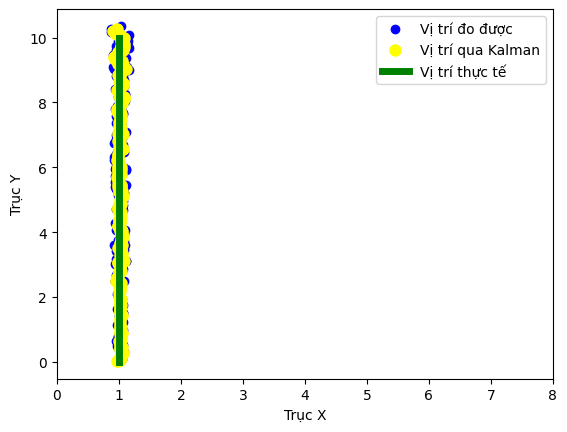 Vị trí đo được
Vị trí qua Kalman
Vị trí thực tế
10
8
6
4
2
0
Trục Y
0 1 2 3 4 5 6 7 8
Trục X